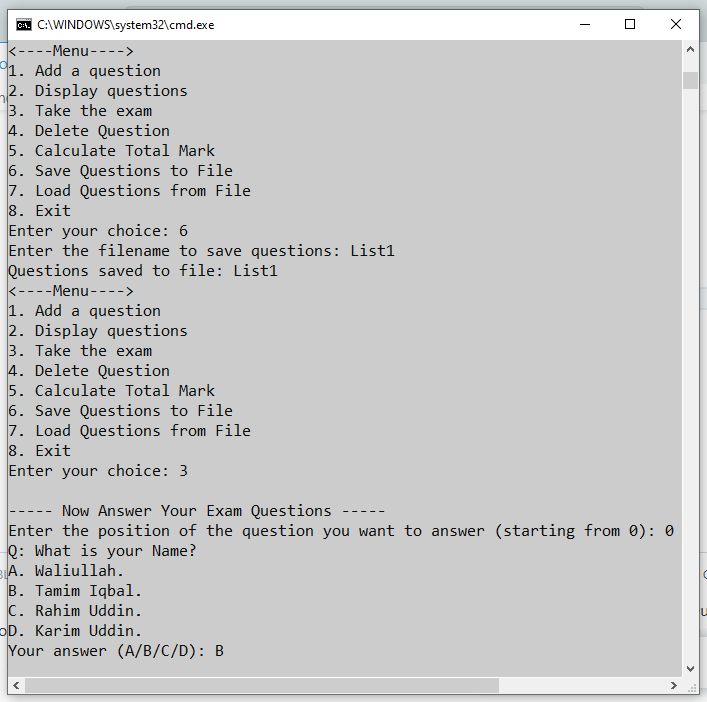 C:\WINDOWS\system32\cmd.exe
<----Menu---->
1. Add a question
2. Display questions
3. Take the exam
4. Delete Question
5. Calculate Total Mark
6. Save Questions to File
7. Load Questions from File
8. Exit
Enter your choice: 6
Enter the filename to save questions: List1
Questions saved to file: List1
<----Menu---->
1. Add a question
2. Display questions
3. Take the exam
4. Delete Question
5. Calculate Total Mark
6. Save Questions to File
7. Load Questions from File
8. Exit
Enter your choice: 3
----- Now Answer Your Exam Questions -----
Enter the position of the question you want to answer (starting from 0): 0
Q: What is your Name?
A. Waliullah.
B. Tamim Iqbal.
C. Rahim Uddin.
D. Karim Uddin.
Your answer (A/B/C/D): B